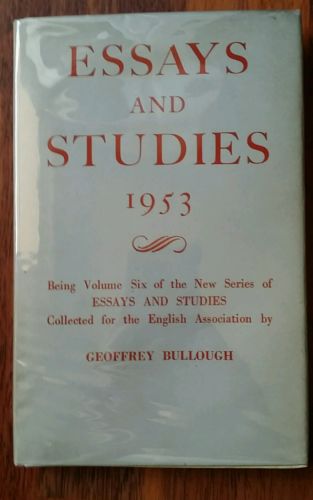 ESSAYS
AND
STUDIES
1953
Being Volume Six of the New Series of
ESSAYS AND STUDIES
Collected for the English Association by
GEOFFREY BULLOUGH